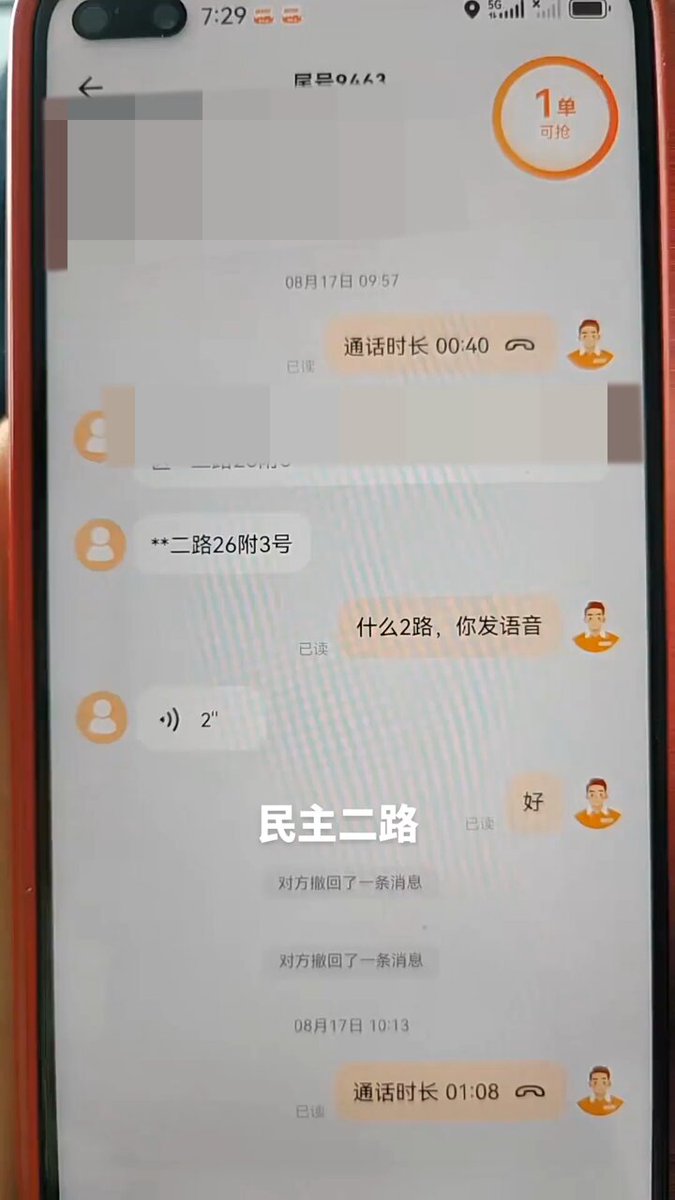 7:29
5G
尾号9463
1单
可抢
08月17日 09:57
通话时长 00:40
已读
**二路26附3号
什么2路，你发语音
已读
2"
好
已读
民主二路
对方撤回了一条消息
对方撤回了一条消息
08月17日 10:13
通话时长 01:08
已读